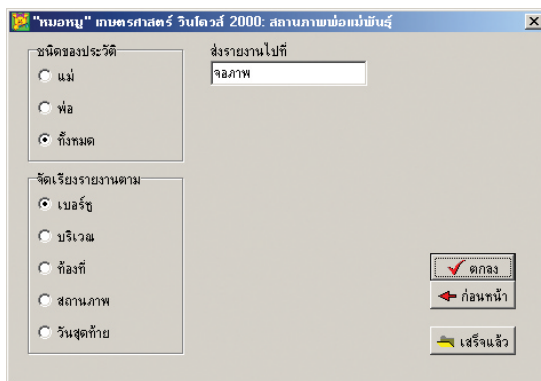 "หมอหมู" เกษตรศาสตร์ วินโดวส์ 2000: สถานภาพพ่อแม่พันธุ์
ชนิดของประวัติ
แม่
พ่อ
ทั้งหมด
ส่งรายงานไปที่
จอภาพ
จัดเรียงรายงานตาม
เบอร์หู
บริเวณ
ท้องที่
สถานภาพ
วันสุดท้าย
ตกลง
ก่อนหน้า
เสร็จแล้ว